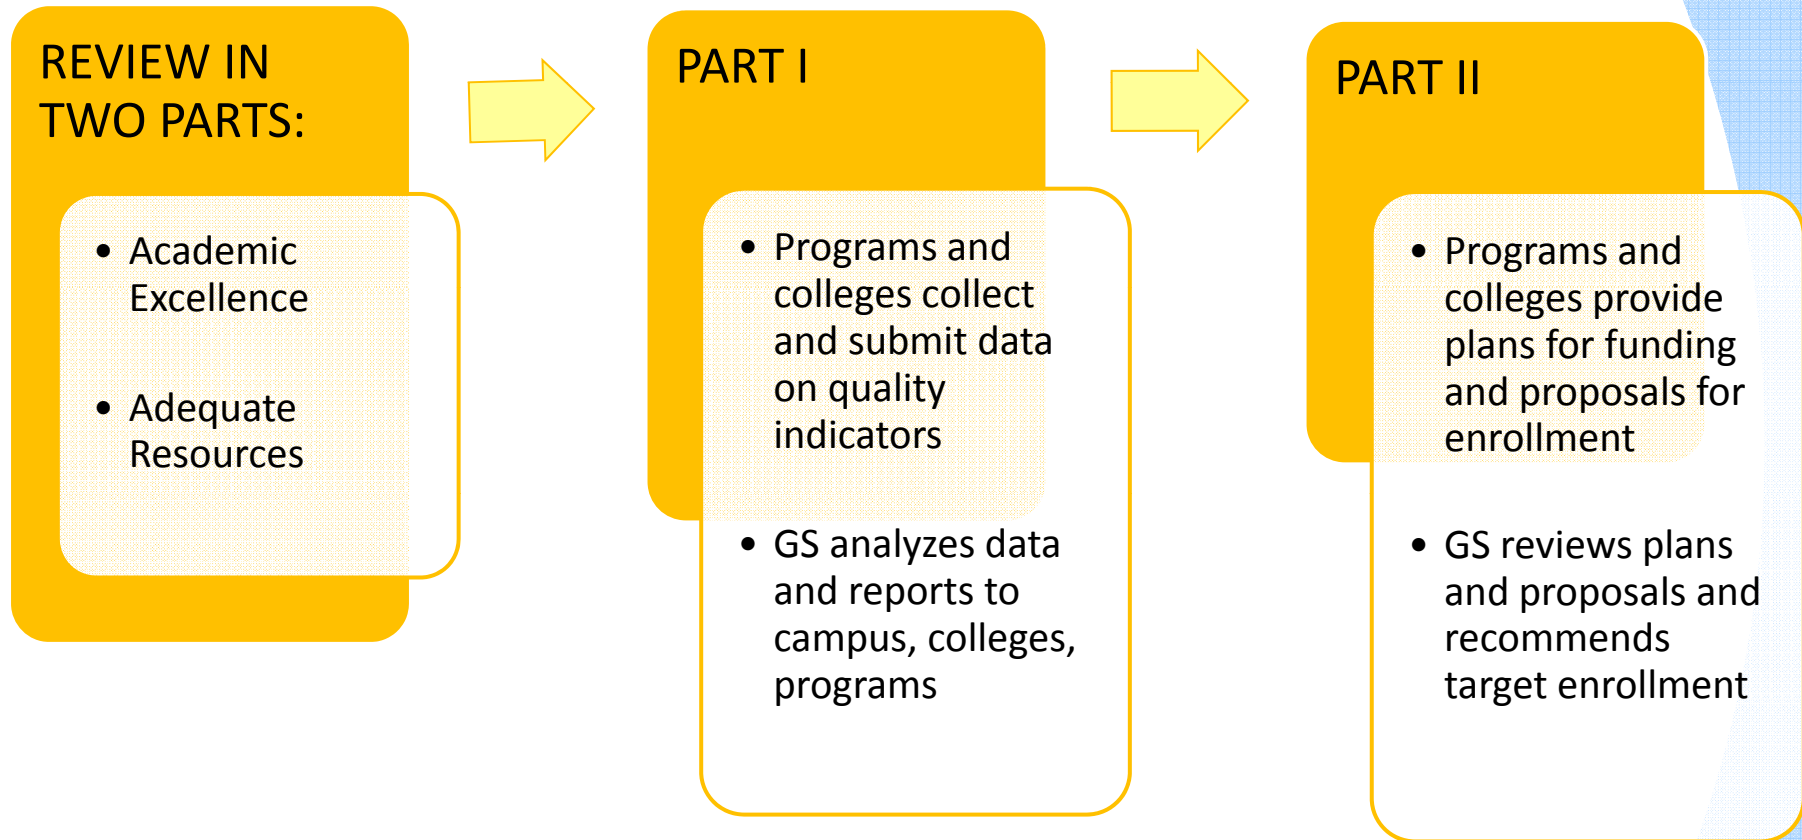 REVIEW IN
TWO PARTS:
• Academic
Excellence
• Adequate
Resources
PART I
• Programs and
colleges collect
and submit data
on quality
indicators
• GS analyzes data
and reports to
campus, colleges,
programs
PART II
• Programs and
colleges provide
plans for funding
and proposals for
enrollment
• GS reviews plans
and proposals and
recommends
target enrollment